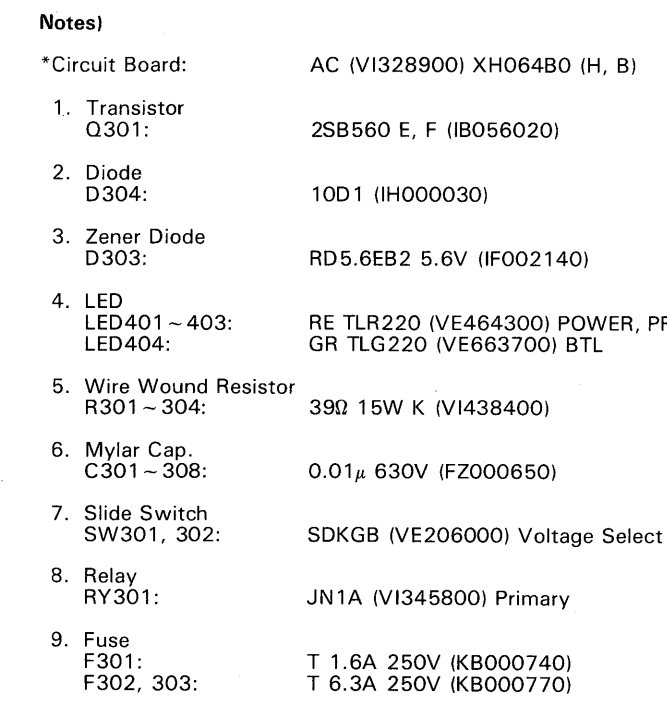 Notes)
*Circuit Board: AC (VI328900) XH064B0 (H, B)
1. Transistor
Q301: 2SB560 E, F (IB056020)
2. Diode
D304: 10D1 (IH000030)
3. Zener Diode
D303: RD5.6EB2 5.6V (IF002140)
4. LED
LED401~403: RE TLR220 (VE464300) POWER,
LED404: GR TLG220 (VE663700) BTL
5. Wire Wound Resistor
R301~304: 39Ω 15W K (VI438400)
6. Mylar Cap.
C301~308: 0.01μ 630V (FZ000650)
7. Slide Switch
SW301, 302: SDKGB (VE206000) Voltage Select
8. Relay
RY301: JN1A (VI345800) Primary
9. Fuse
F301: T 1.6A 250V (KB000740)
F302, 303: T 6.3A 250V (KB000770)